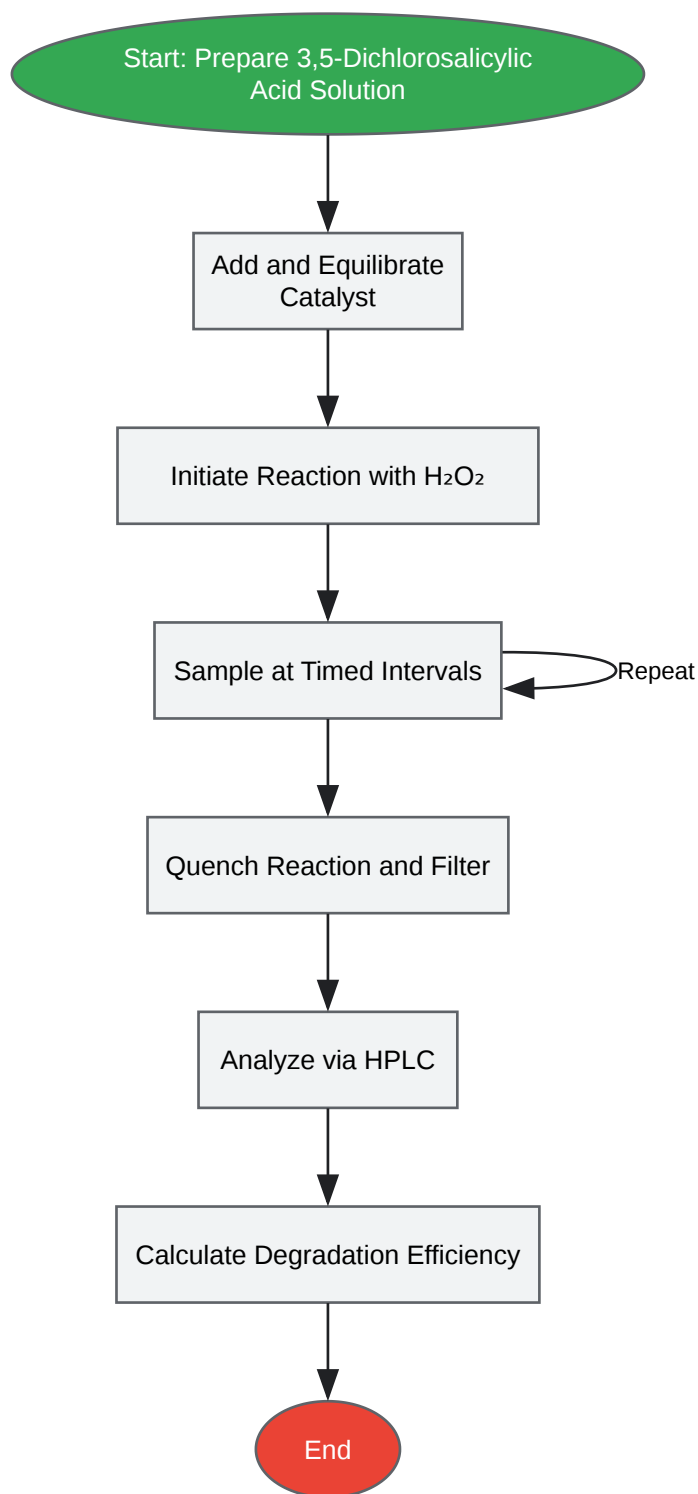 Start: Prepare 3,5-Dichlorosalicylic
Acid Solution
Add and Equilibrate
Catalyst
Initiate Reaction with H₂O₂
Sample at Timed Intervals
Repeat
Quench Reaction and Filter
Analyze via HPLC
Calculate Degradation Efficiency
End